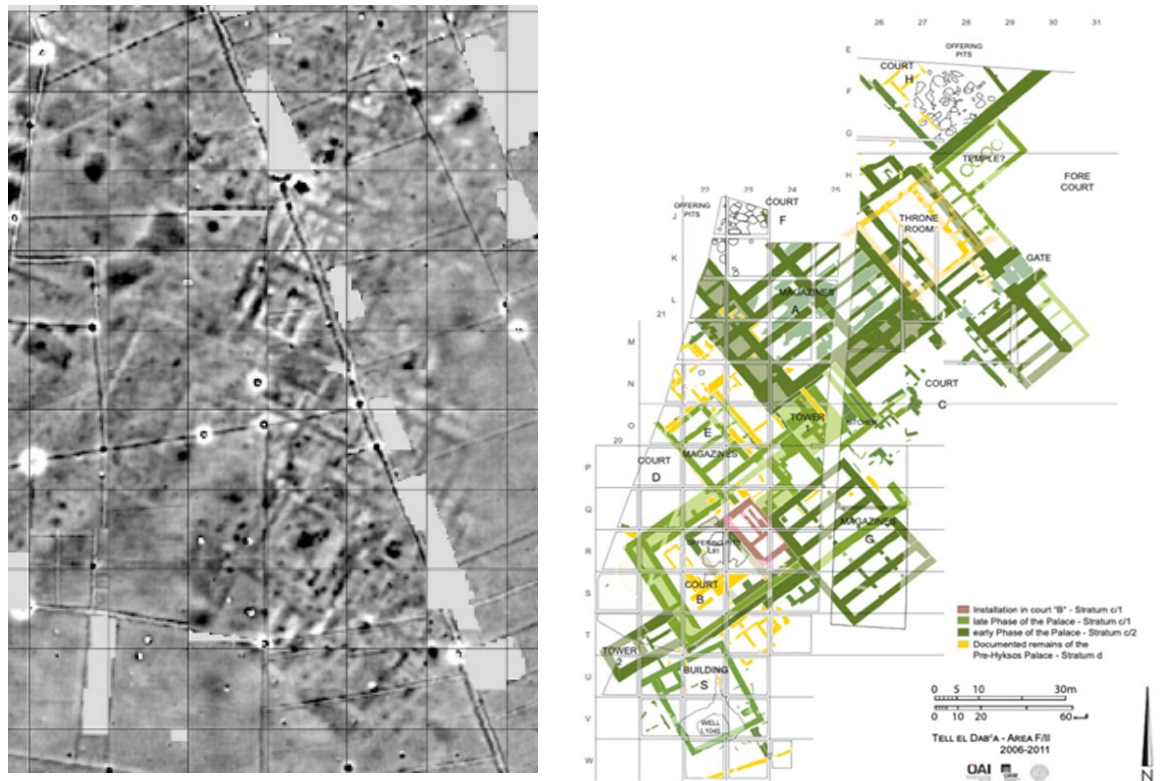 26 27 28 29 30 31
E
OFFERING
PITS
COURT
H
F
G
TEMPLE?
H
FORE
COURT
22 23 24 25
OFFERING
PITS
COURT
F
J
THRONE
ROOM
K
GATE
MAGAZINES
A
L
21
M
N
COURT
C
TOWER
1
O
20
E
MAGAZINES
COURT
D
P
Q
MAGAZINES
G
R
S
COURT
B
T
TOWER
2
U
BUILDING
S
V
WELL
W
Installation in court "B" - Stratum c/1
late Phase of the Palace - Stratum c/1
early Phase of the Palace - Stratum c/2
Documented remains of the
Pre-Hyksos Palace - Stratum d
0 5 10 30m
0 10 20 60
TELL EL DABᶜA - AREA F/II
2006-2011
ÖAI
N